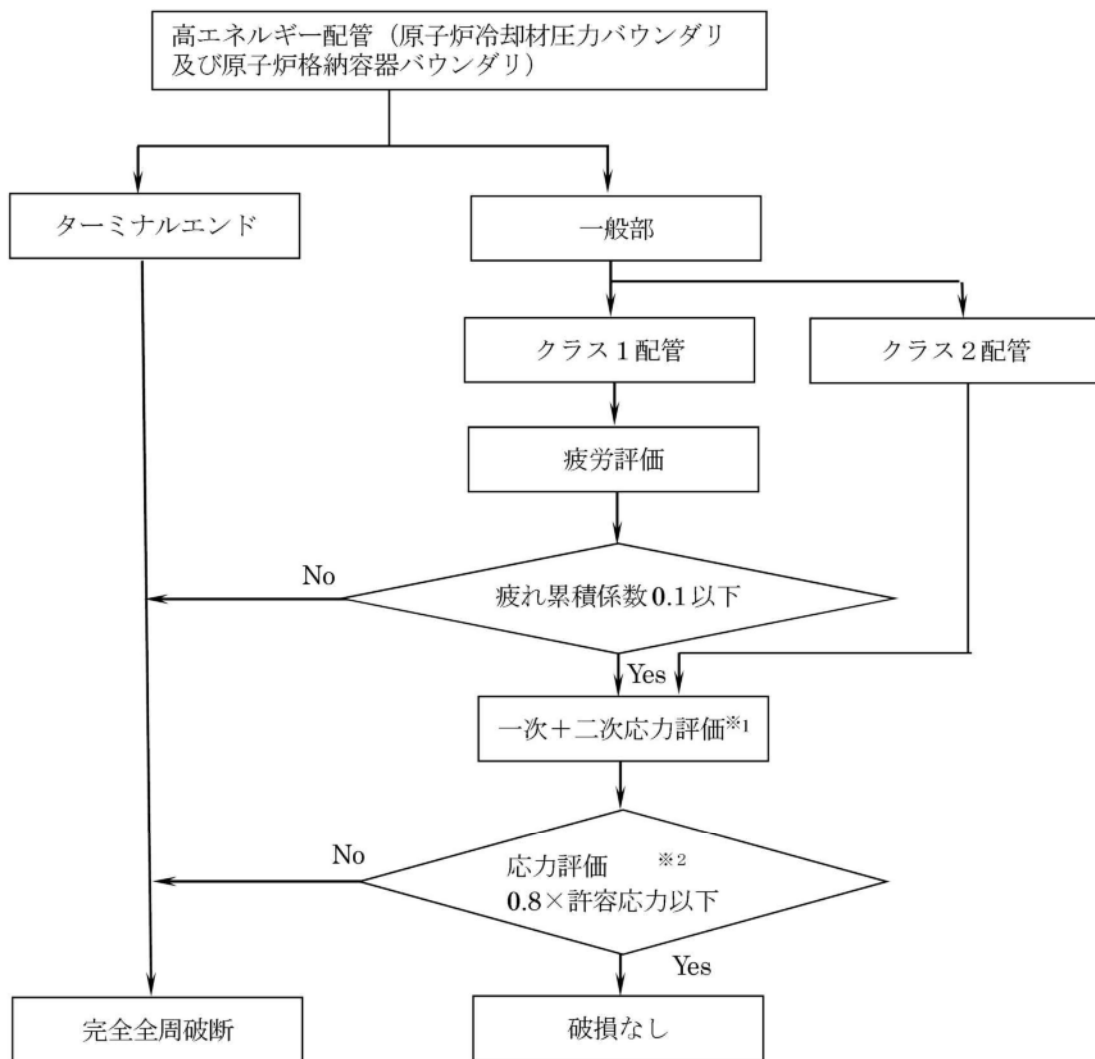 高エネルギー配管（原子炉冷却材圧力バウンダリ
及び原子炉格納容器バウンダリ）
ターミナルエンド
一般部
クラス１配管
クラス２配管
疲労評価
No
疲れ累積係数0.1以下
Yes
一次＋二次応力評価※1
No
応力評価 ※2
0.8×許容応力以下
Yes
完全全周破断
破損なし